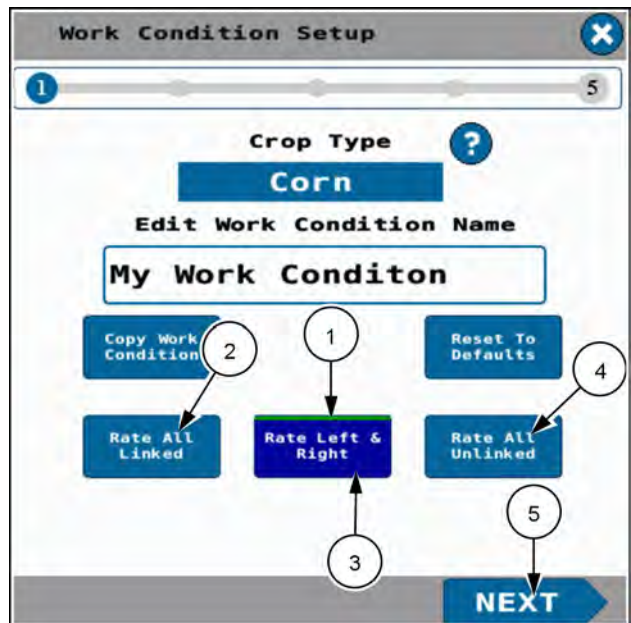 Work Condition Setup
1
5
Crop Type
?
Corn
Edit Work Condition Name
My Work Conditon
Copy Work
Condition
2
1
Reset To
Defaults
4
Rate All
Linked
Rate Left &
Right
Rate All
Unlinked
3
5
NEXT